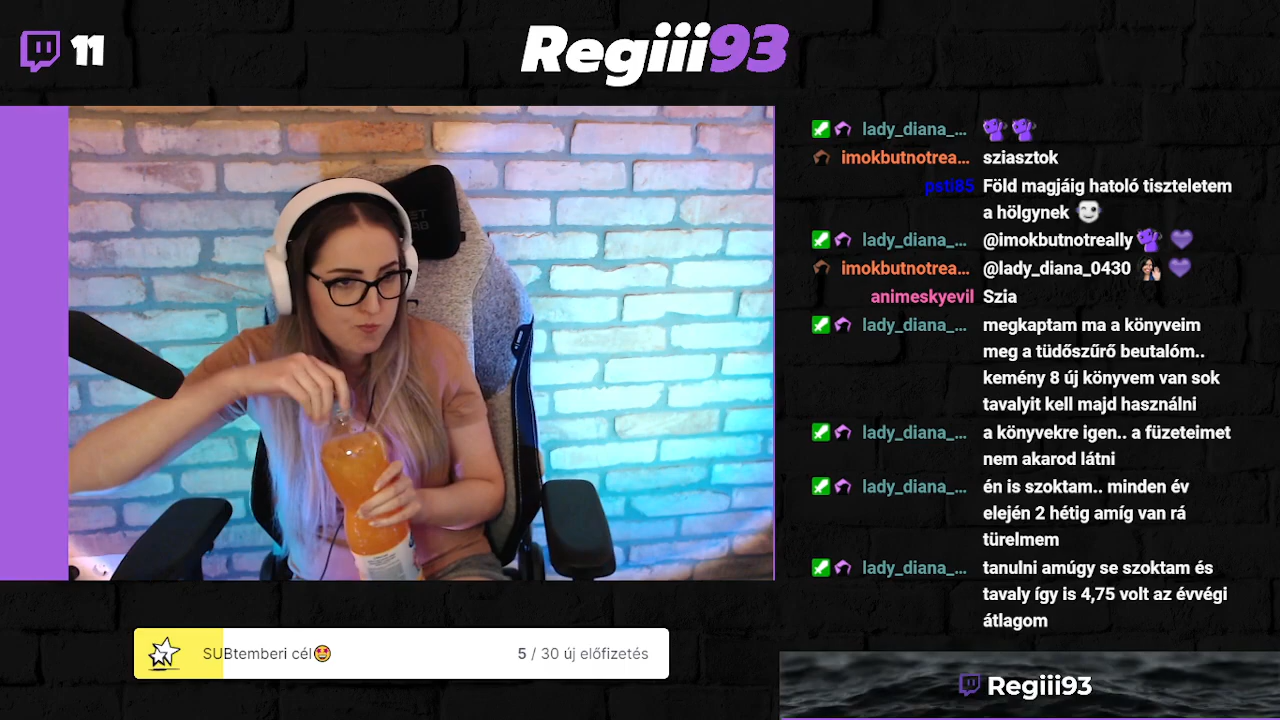 11
Regiii93
lady_diana_...
imokbutnotrea... sziasztok
psti85 Föld magjáig hatoló tiszteletem
a hölgynek
lady_diana_... @imokbutnotreally
imokbutnotrea... @lady_diana_0430
animeskyevil Szia
lady_diana_... megkaptam ma a könyveim
meg a tüdőszűrő beutalóm..
kemény 8 új könyvem van sok
tavalyit kell majd használni
lady_diana_... a könyvekre igen.. a füzeteimet
nem akarod látni
lady_diana_... én is szoktam.. minden év
elején 2 hétig amíg van rá
türelmem
lady_diana_... tanulni amúgy se szoktam és
tavaly így is 4,75 volt az évvégi
átlagom
SUBtemberi cél 5 / 30 új előfizetés
Regiii93